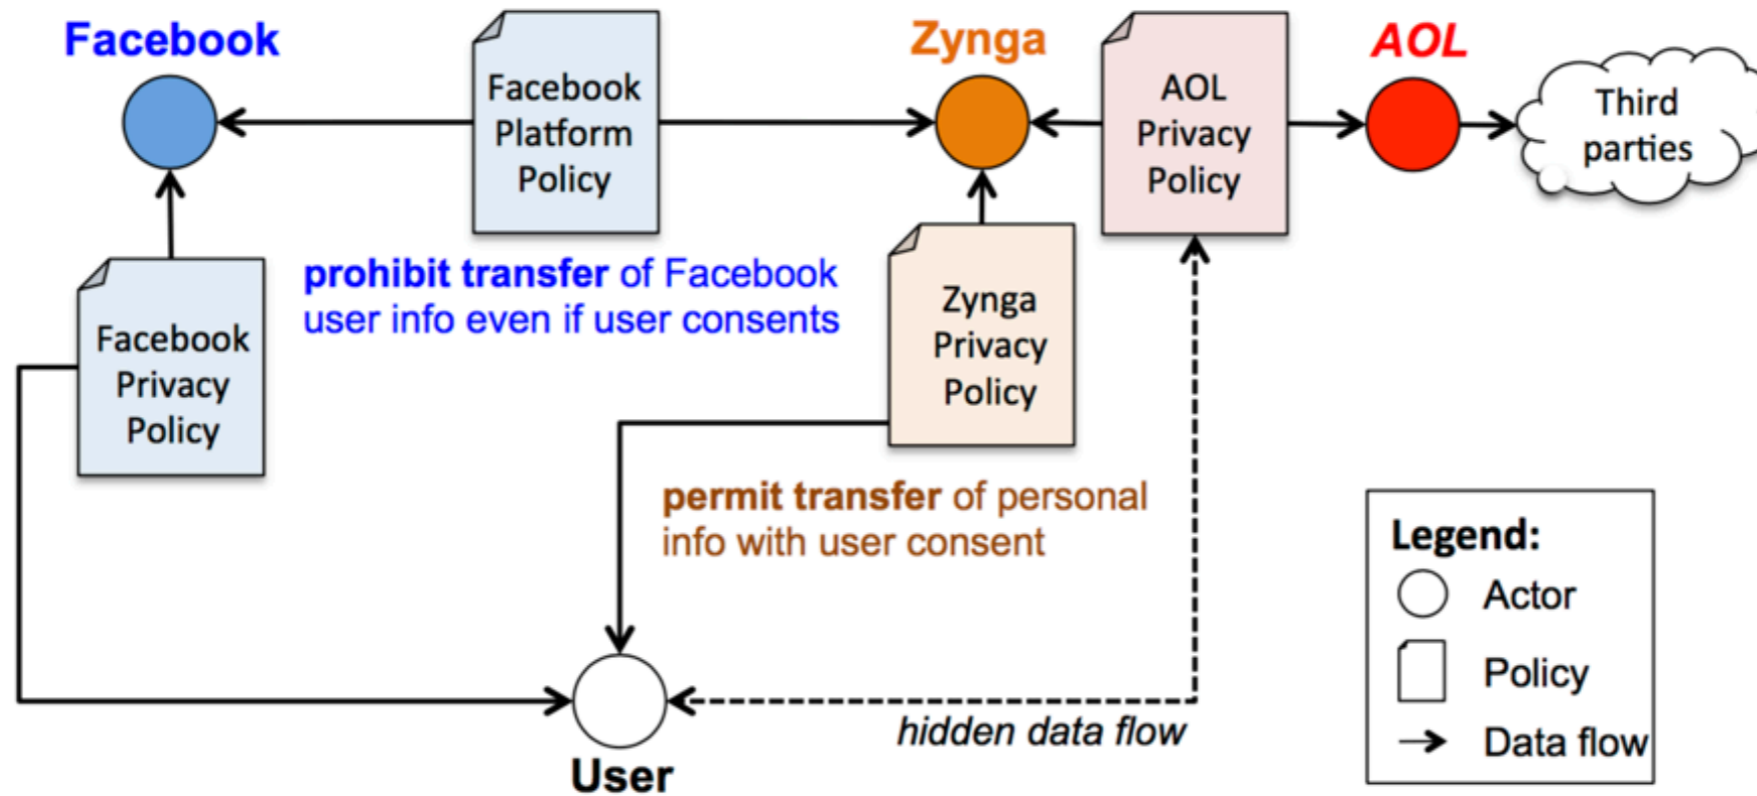 Facebook
Zynga
AOL
Facebook
Platform
Policy
AOL
Privacy
Policy
Third
parties
prohibit transfer of Facebook
user info even if user consents
Facebook
Privacy
Policy
Zynga
Privacy
Policy
permit transfer of personal
info with user consent
hidden data flow
User
Legend:
Actor
Policy
Data flow